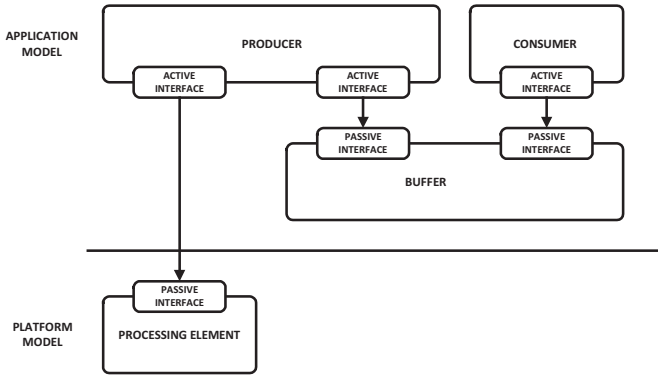 APPLICATION
MODEL
PRODUCER
CONSUMER
ACTIVE
INTERFACE
ACTIVE
INTERFACE
ACTIVE
INTERFACE
PASSIVE
INTERFACE
PASSIVE
INTERFACE
BUFFER
PASSIVE
INTERFACE
PLATFORM
MODEL
PROCESSING ELEMENT